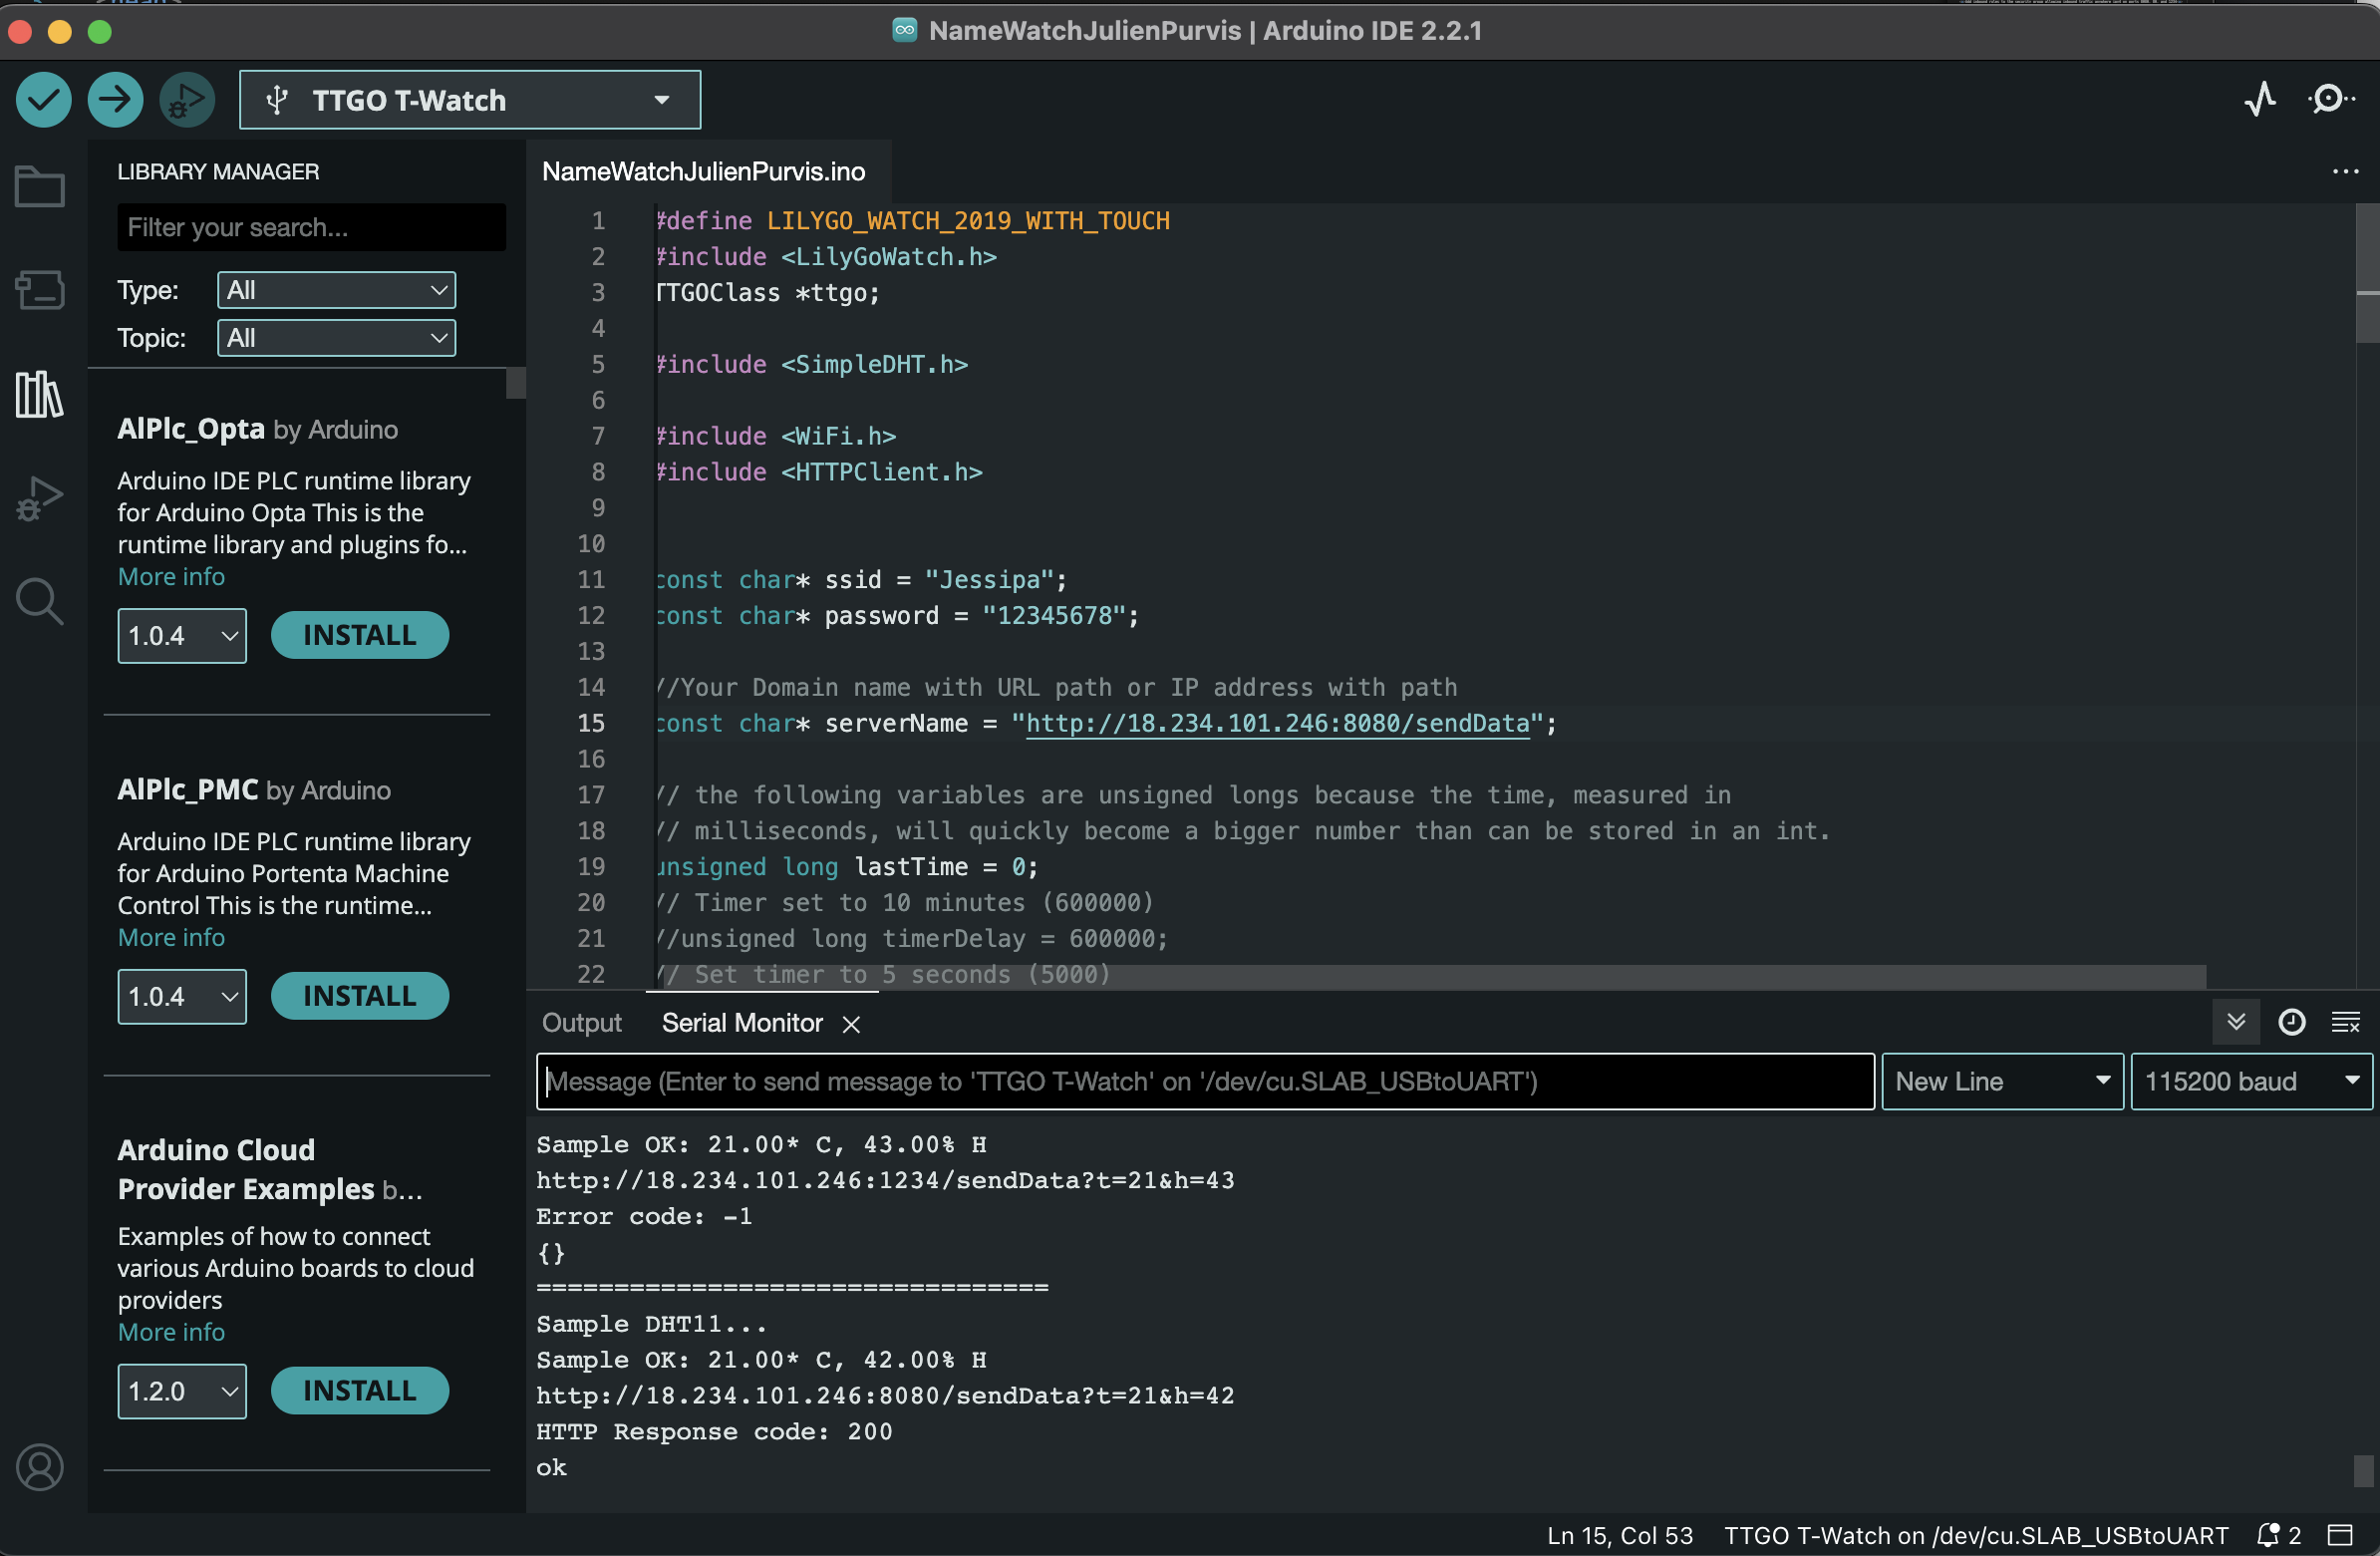 NameWatchJulienPurvis | Arduino IDE 2.2.1
TTGO T-Watch
LIBRARY MANAGER
Filter your search...
Type: All
Topic: All
AlPlc_Opta by Arduino
Arduino IDE PLC runtime library
for Arduino Opta This is the
runtime library and plugins fo...
More info
1.0.4 INSTALL
AlPlc_PMC by Arduino
Arduino IDE PLC runtime library
for Arduino Portenta Machine
Control This is the runtime...
More info
1.0.4 INSTALL
Arduino Cloud
Provider Examples b...
Examples of how to connect
various Arduino boards to cloud
providers
More info
1.2.0 INSTALL
NameWatchJulienPurvis.ino
1 #define LILYGO_WATCH_2019_WITH_TOUCH
2 #include <LilyGoWatch.h>
3 TTGOClass *ttgo;
4
5 #include <SimpleDHT.h>
6
7 #include <WiFi.h>
8 #include <HTTPClient.h>
9
10
11 const char* ssid = "Jessipa";
12 const char* password = "12345678";
13
14 //Your Domain name with URL path or IP address with path
15 const char* serverName = "http://18.234.101.246:8080/sendData";
16
17 // the following variables are unsigned longs because the time, measured in
18 // milliseconds, will quickly become a bigger number than can be stored in an int.
19 unsigned long lastTime = 0;
20 // Timer set to 10 minutes (600000)
21 //unsigned long timerDelay = 600000;
22 // Set timer to 5 seconds (5000)
Output Serial Monitor
Message (Enter to send message to 'TTGO T-Watch' on '/dev/cu.SLAB_USBtoUART') New Line 115200 baud
Sample OK: 21.00* C, 43.00% H
http://18.234.101.246:1234/sendData?t=21&h=43
Error code: -1
{}
=================================
Sample DHT11...
Sample OK: 21.00* C, 42.00% H
http://18.234.101.246:8080/sendData?t=21&h=42
HTTP Response code: 200
ok
Ln 15, Col 53 TTGO T-Watch on /dev/cu.SLAB_USBtoUART 2